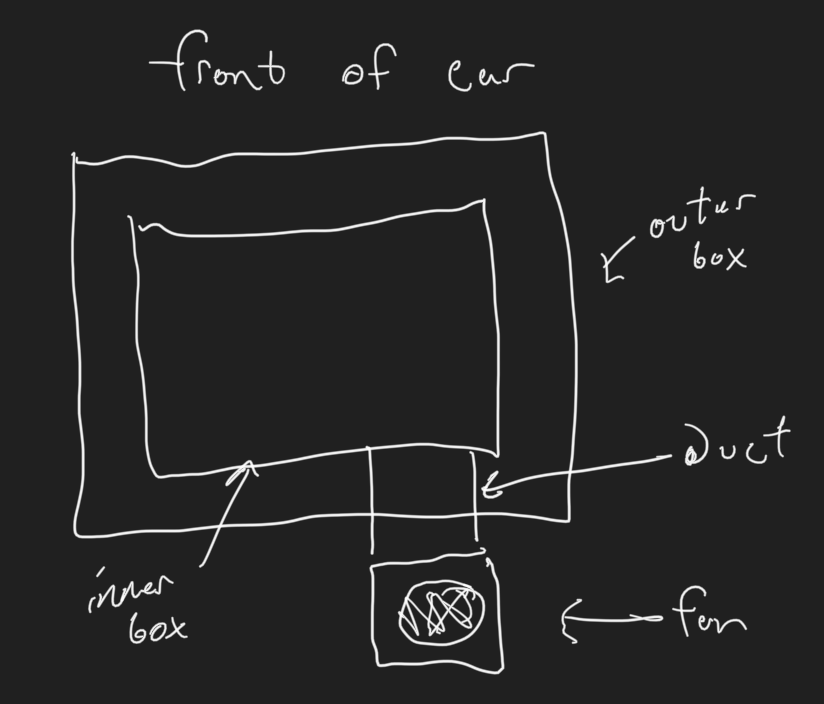 front of car
outer
box
Duct
inner
box
fan